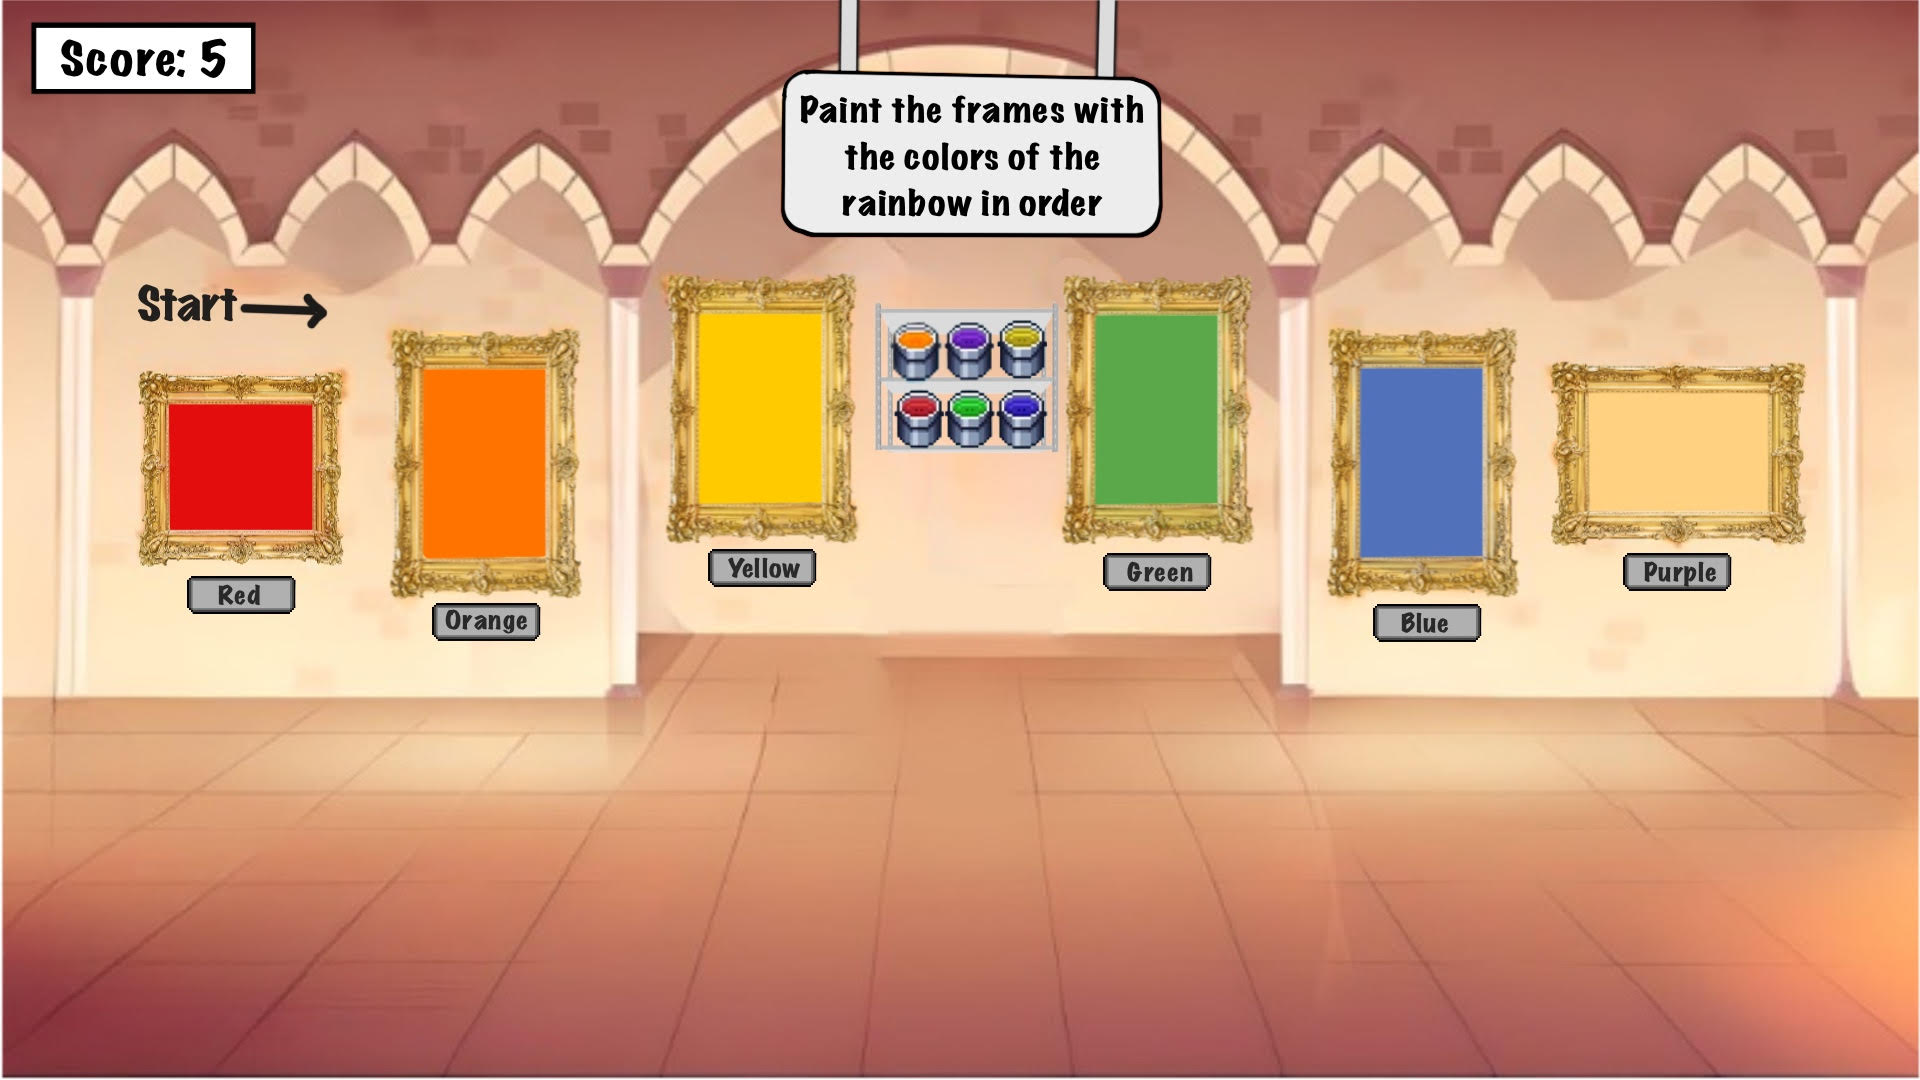 Score: 5
Paint the frames with
the colors of the
rainbow in order
Start
Red
Orange
Yellow
Green
Blue
Purple